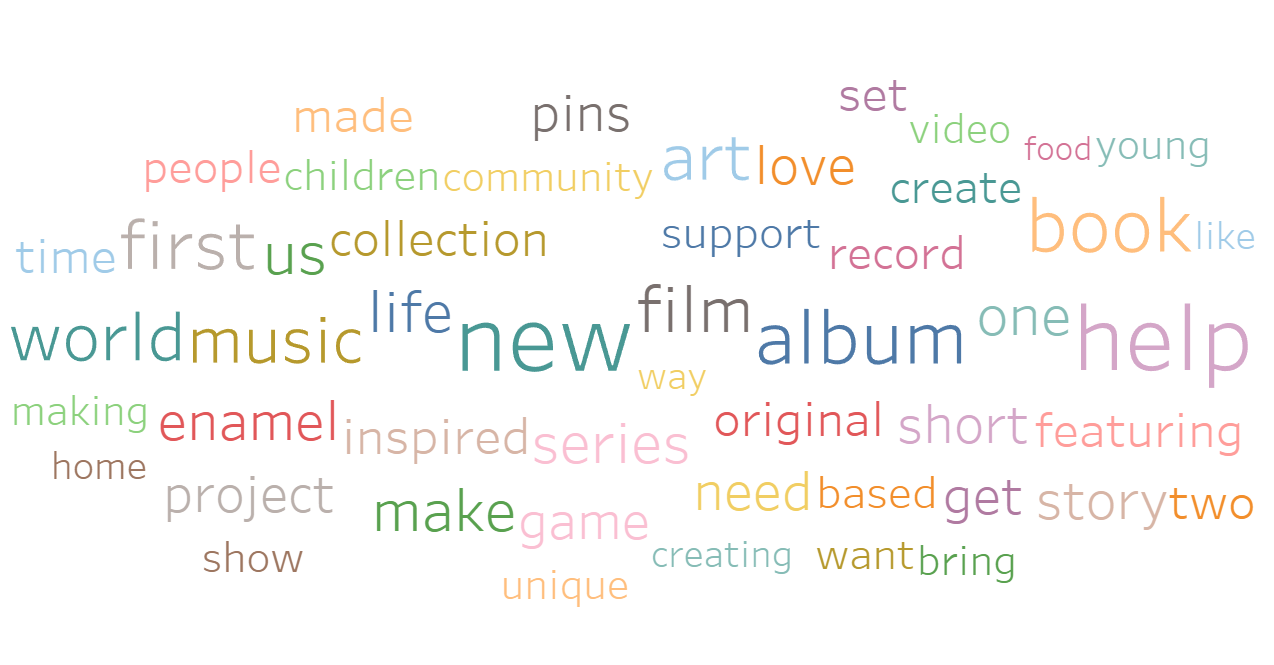 set
made pins
video
food young
people children community art love
create
book like
time first us collection support record
life film
world music new album one help
way
making enamel inspired series original short featuring
home
project make game need based get story two
show creating want bring
unique